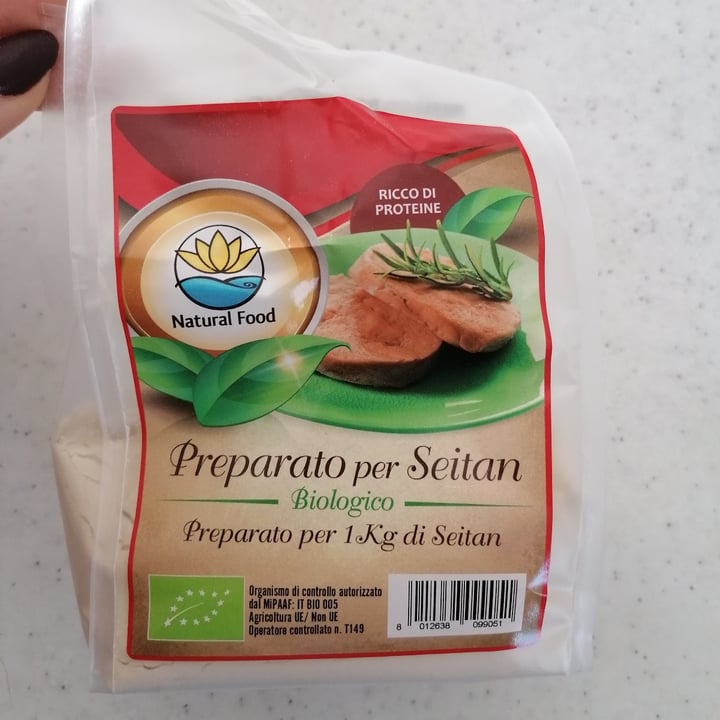 RICCO DI
PROTEINE
Natural Food
Preparato per Seitan
Biologico
Preparato per 1Kg di Seitan
Organismo di controllo autorizzato
dal MiPAAF: IT BIO 005
Agricoltura UE/ Non UE
Operatore controllato n. T149
8 012638 099051